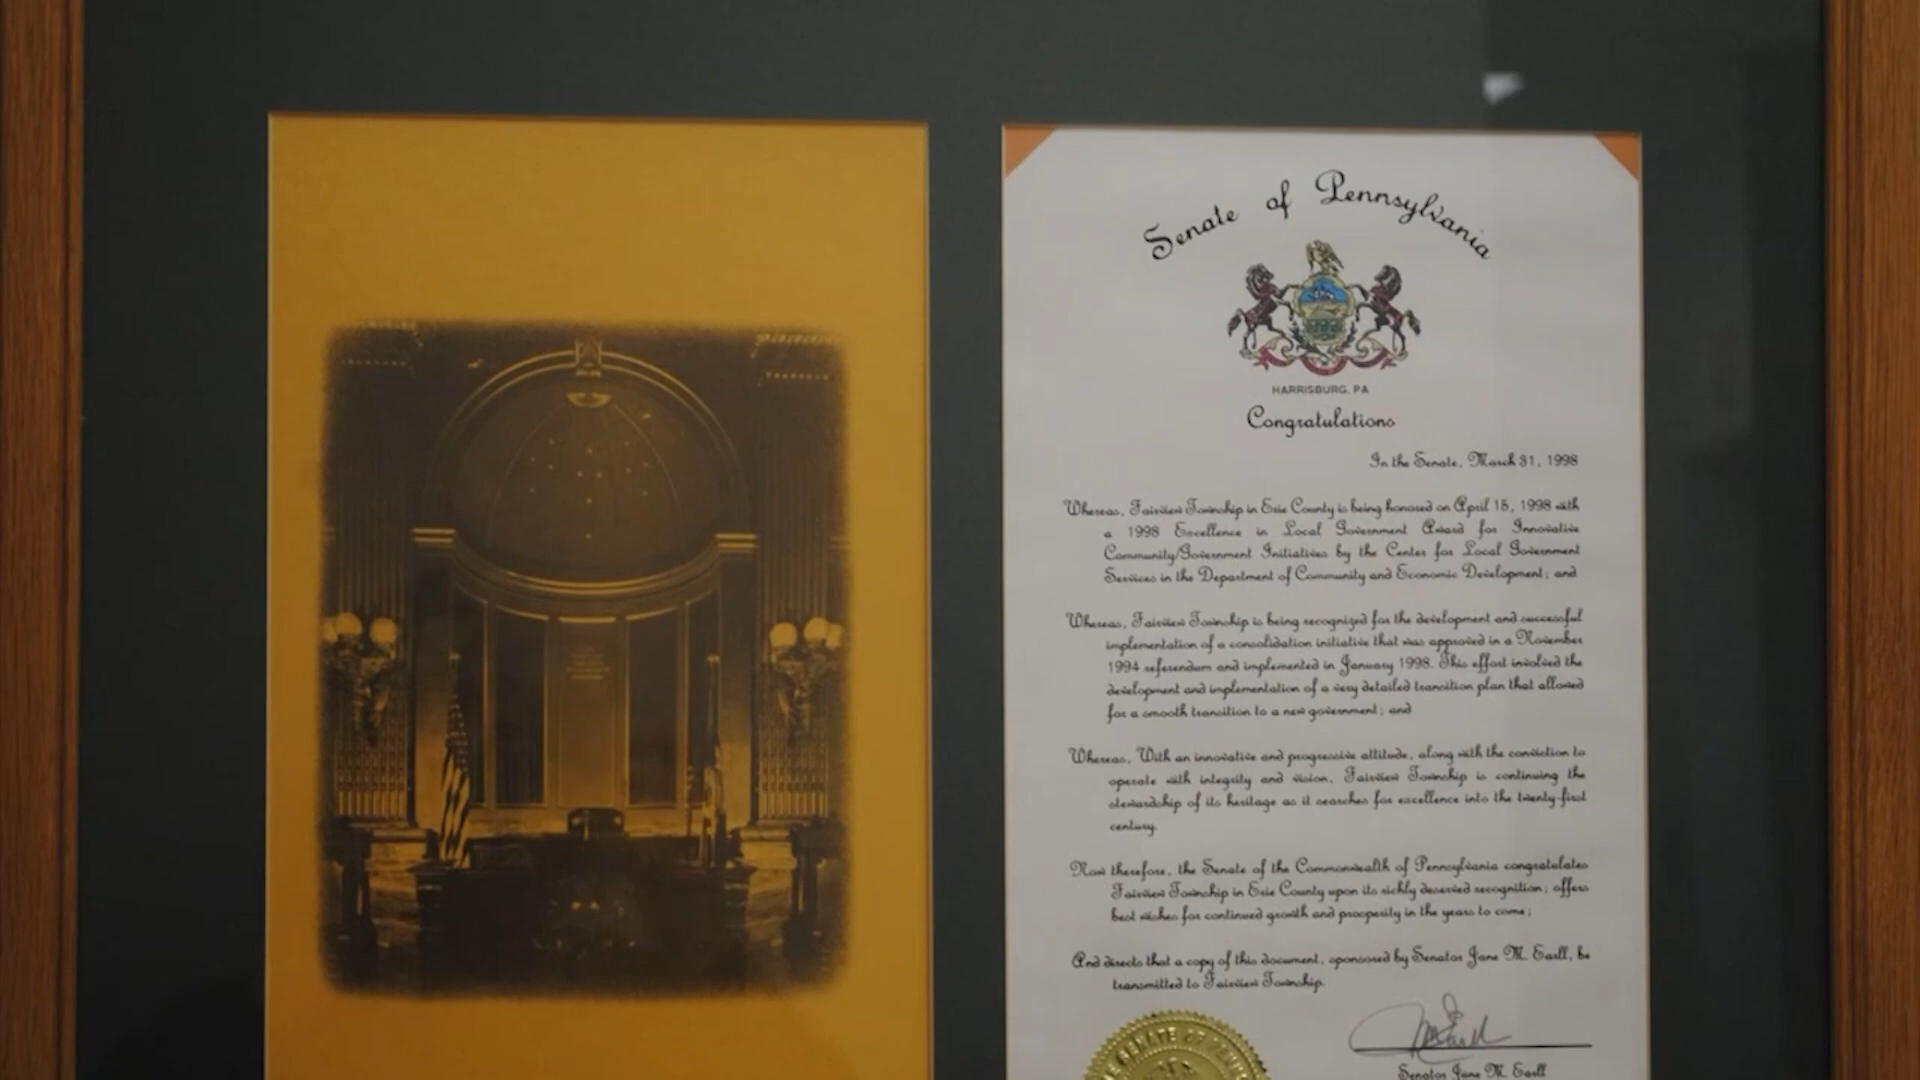 Senate of Pennsylvania
HARRISBURG, PA
Congratulations
In the Senate, March 31, 1998
Whereas, Fairview Township in Erie County is being honored on April 15, 1998 with
a 1998 Excellence in Local Government Award for Innovative
Community/Government Initiatives by the Center for Local Government
Services in the Department of Community and Economic Development; and
Whereas, Fairview Township is being recognized for the development and successful
implementation of a consolidation initiative that was approved in a November
1994 referendum and implemented in January 1998. This effort involved the
development and implementation of a very detailed transition plan that allowed
for a smooth transition to a new government; and
Whereas, With an innovative and progressive attitude, along with the conviction to
operate with integrity and vision, Fairview Township is continuing the
stewardship of its heritage as it searches for excellence into the twenty-first
century.
Now therefore, the Senate of the Commonwealth of Pennsylvania congratulates
Fairview Township in Erie County upon its richly deserved recognition; offers
best wishes for continued growth and prosperity in the years to come;
And directs that a copy of this document, sponsored by Senator Jane M. Earll, be
transmitted to Fairview Township.
SENATE OF
Senator Jane M. Earll